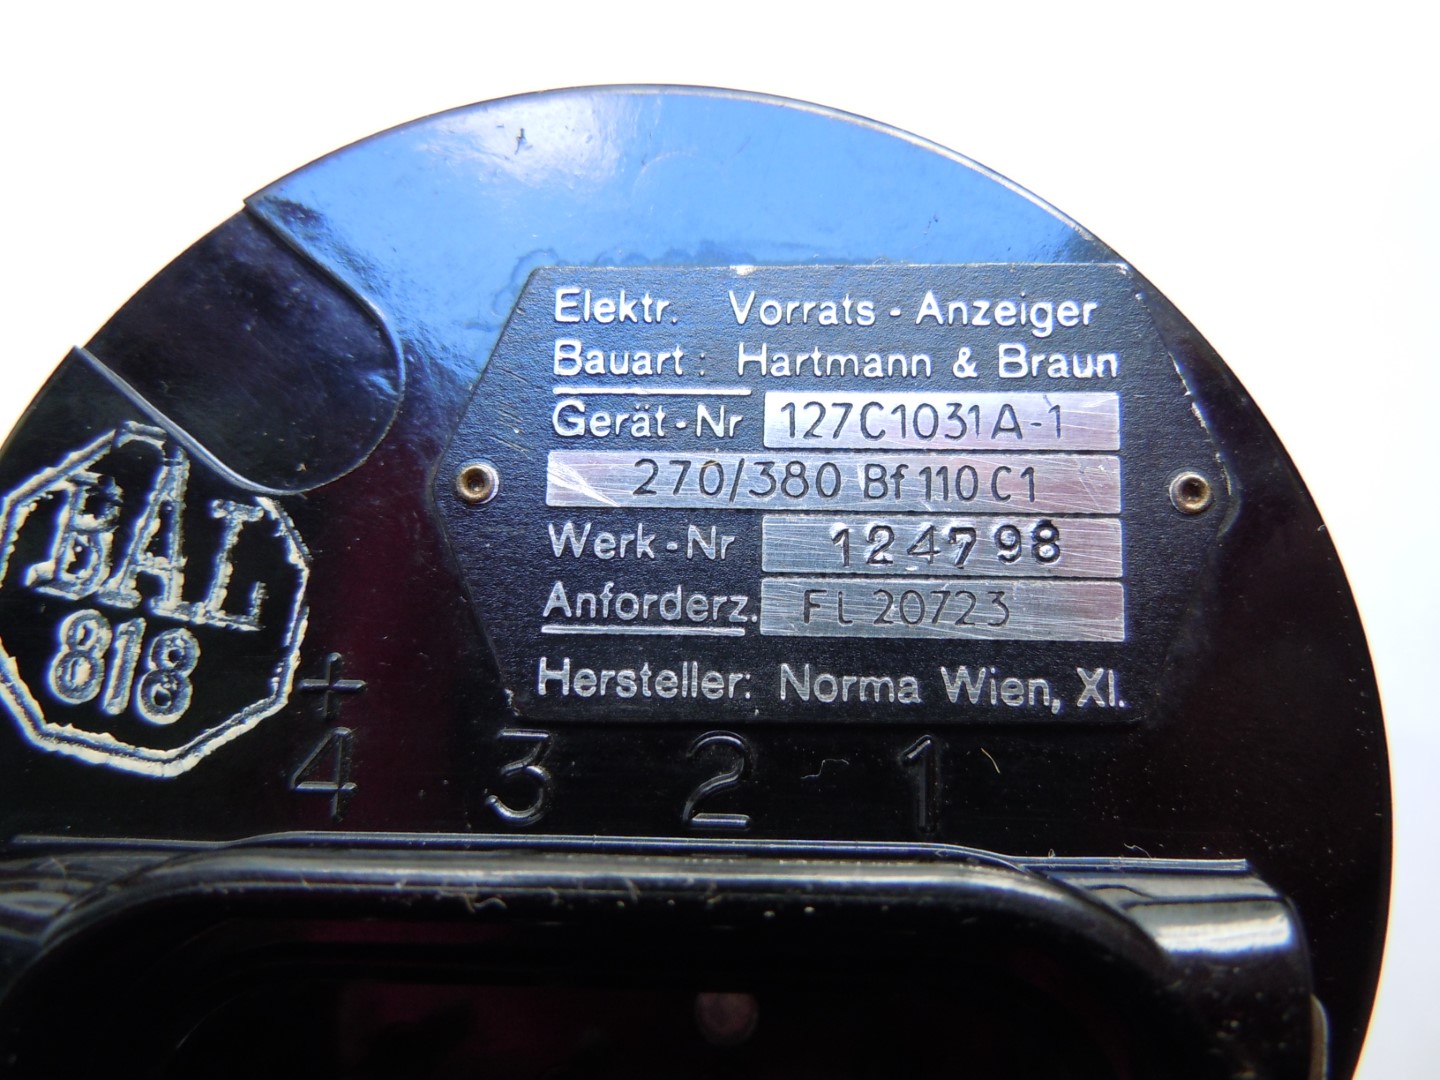 Elektr. Vorrats - Anzeiger
Bauart : Hartmann & Braun
Gerät - Nr 127C1031A-1
270/380 Bf 110 C1
Werk - Nr 124798
Anforderz. FL 20723
Hersteller: Norma Wien, XI.
BAL
818
+
4 3 2 1